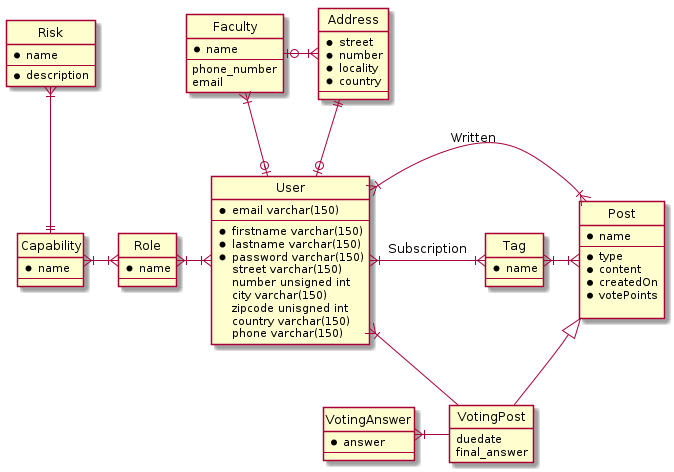 Risk
name
description
Faculty
name
phone_number
email
Address
street
number
locality
country
Written
User
email varchar(150)
firstname varchar(150)
lastname varchar(150)
password varchar(150)
street varchar(150)
number unsigned int
city varchar(150)
zipcode unisgned int
country varchar(150)
phone varchar(150)
Post
name
type
content
createdOn
votePoints
Capability
name
Role
name
Subscription
Tag
name
VotingAnswer
answer
VotingPost
duedate
final_answer